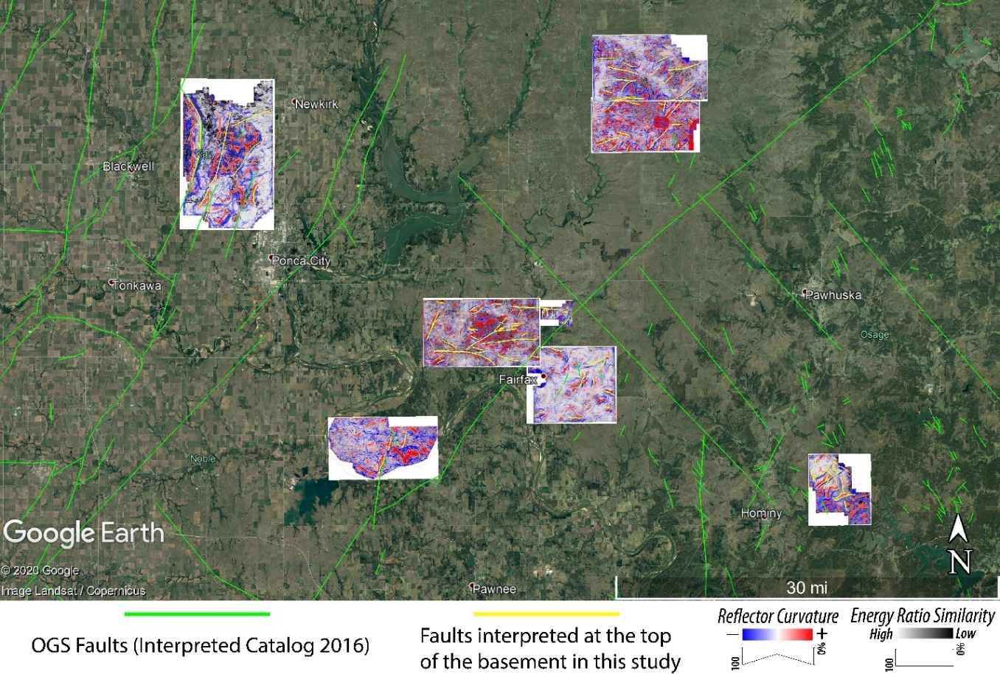 Newkirk
Kay
Blackwell
Ponca City
Tonkawa
Pawhuska
Osage
Fairfax
Noble
Hominy
Google Earth
N
© 2020 Google
Image Landsat / Copernicus
Pawnee
30 mi
OGS Faults (Interpreted Catalog 2016)
Faults interpreted at the top
of the basement in this study
Reflector Curvature
— +
100 0%
Energy Ratio Similarity
High Low
100 0%